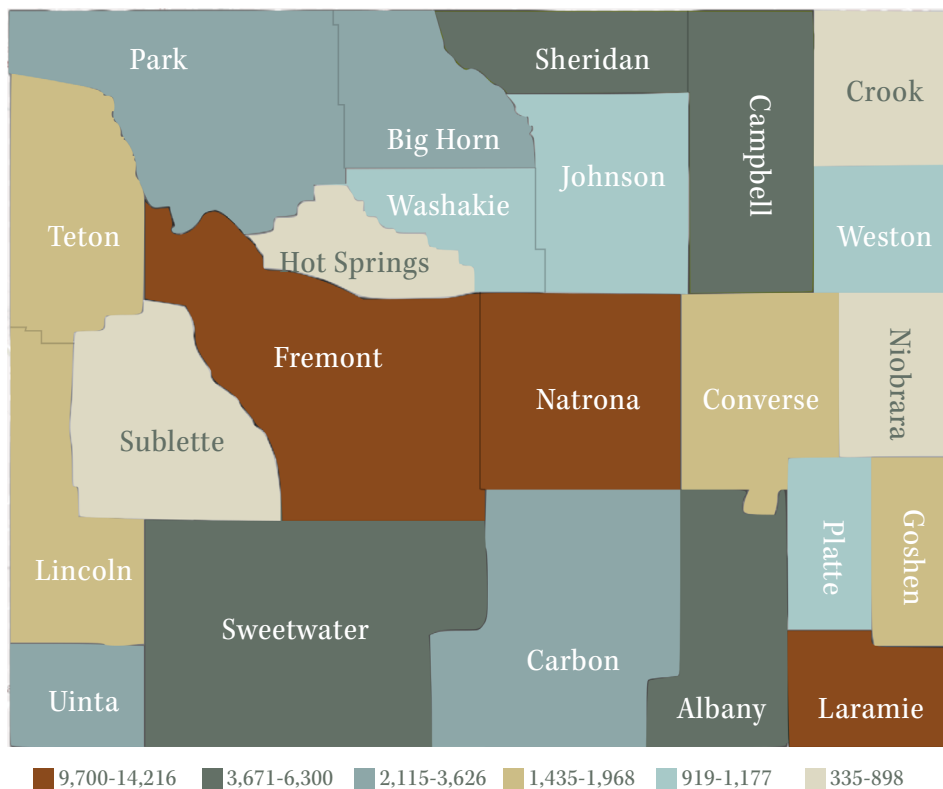 Park
Sheridan
Crook
Campbell
Big Horn
Johnson
Washakie
Weston
Teton
Hot Springs
Fremont
Natrona
Converse
Niobrara
Sublette
Lincoln
Platte
Goshen
Sweetwater
Carbon
Uinta
Albany
Laramie
9,700-14,216 3,671-6,300 2,115-3,626 1,435-1,968 919-1,177 335-898